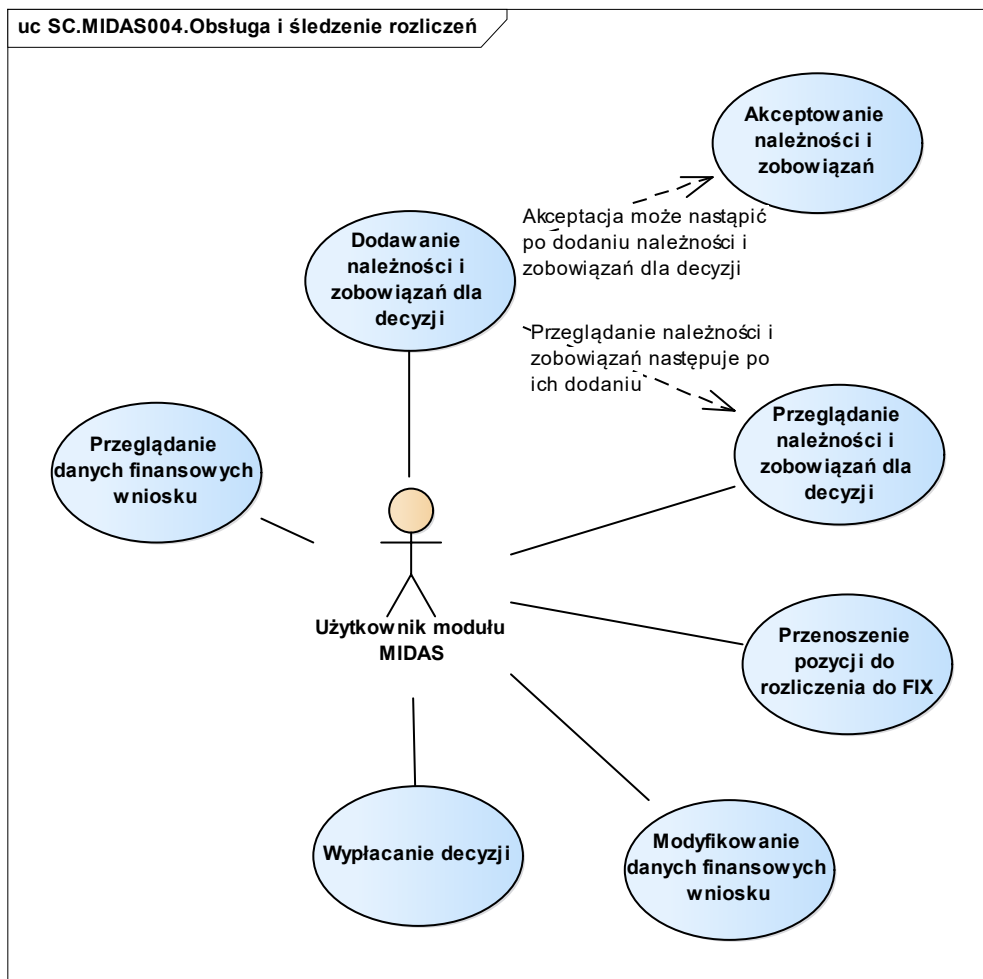 uc SC.MIDAS004.Obsługa i śledzenie rozliczeń
Akceptowanie
należności i
zobowiązań
Akceptacja może nastąpić
po dodaniu należności i
zobowiązań dla decyzji
Dodawanie
należności i
zobowiązań dla
decyzji
Przeglądanie należności i
zobowiązań następuje po
ich dodaniu
Przeglądanie
należności i
zobowiązań dla
decyzji
Przeglądanie
danych finansowych
wniosku
Użytkownik modułu
MIDAS
Przenoszenie
pozycji do
rozliczenia do FIX
Wypłacanie decyzji
Modyfikowanie
danych finansowych
wniosku